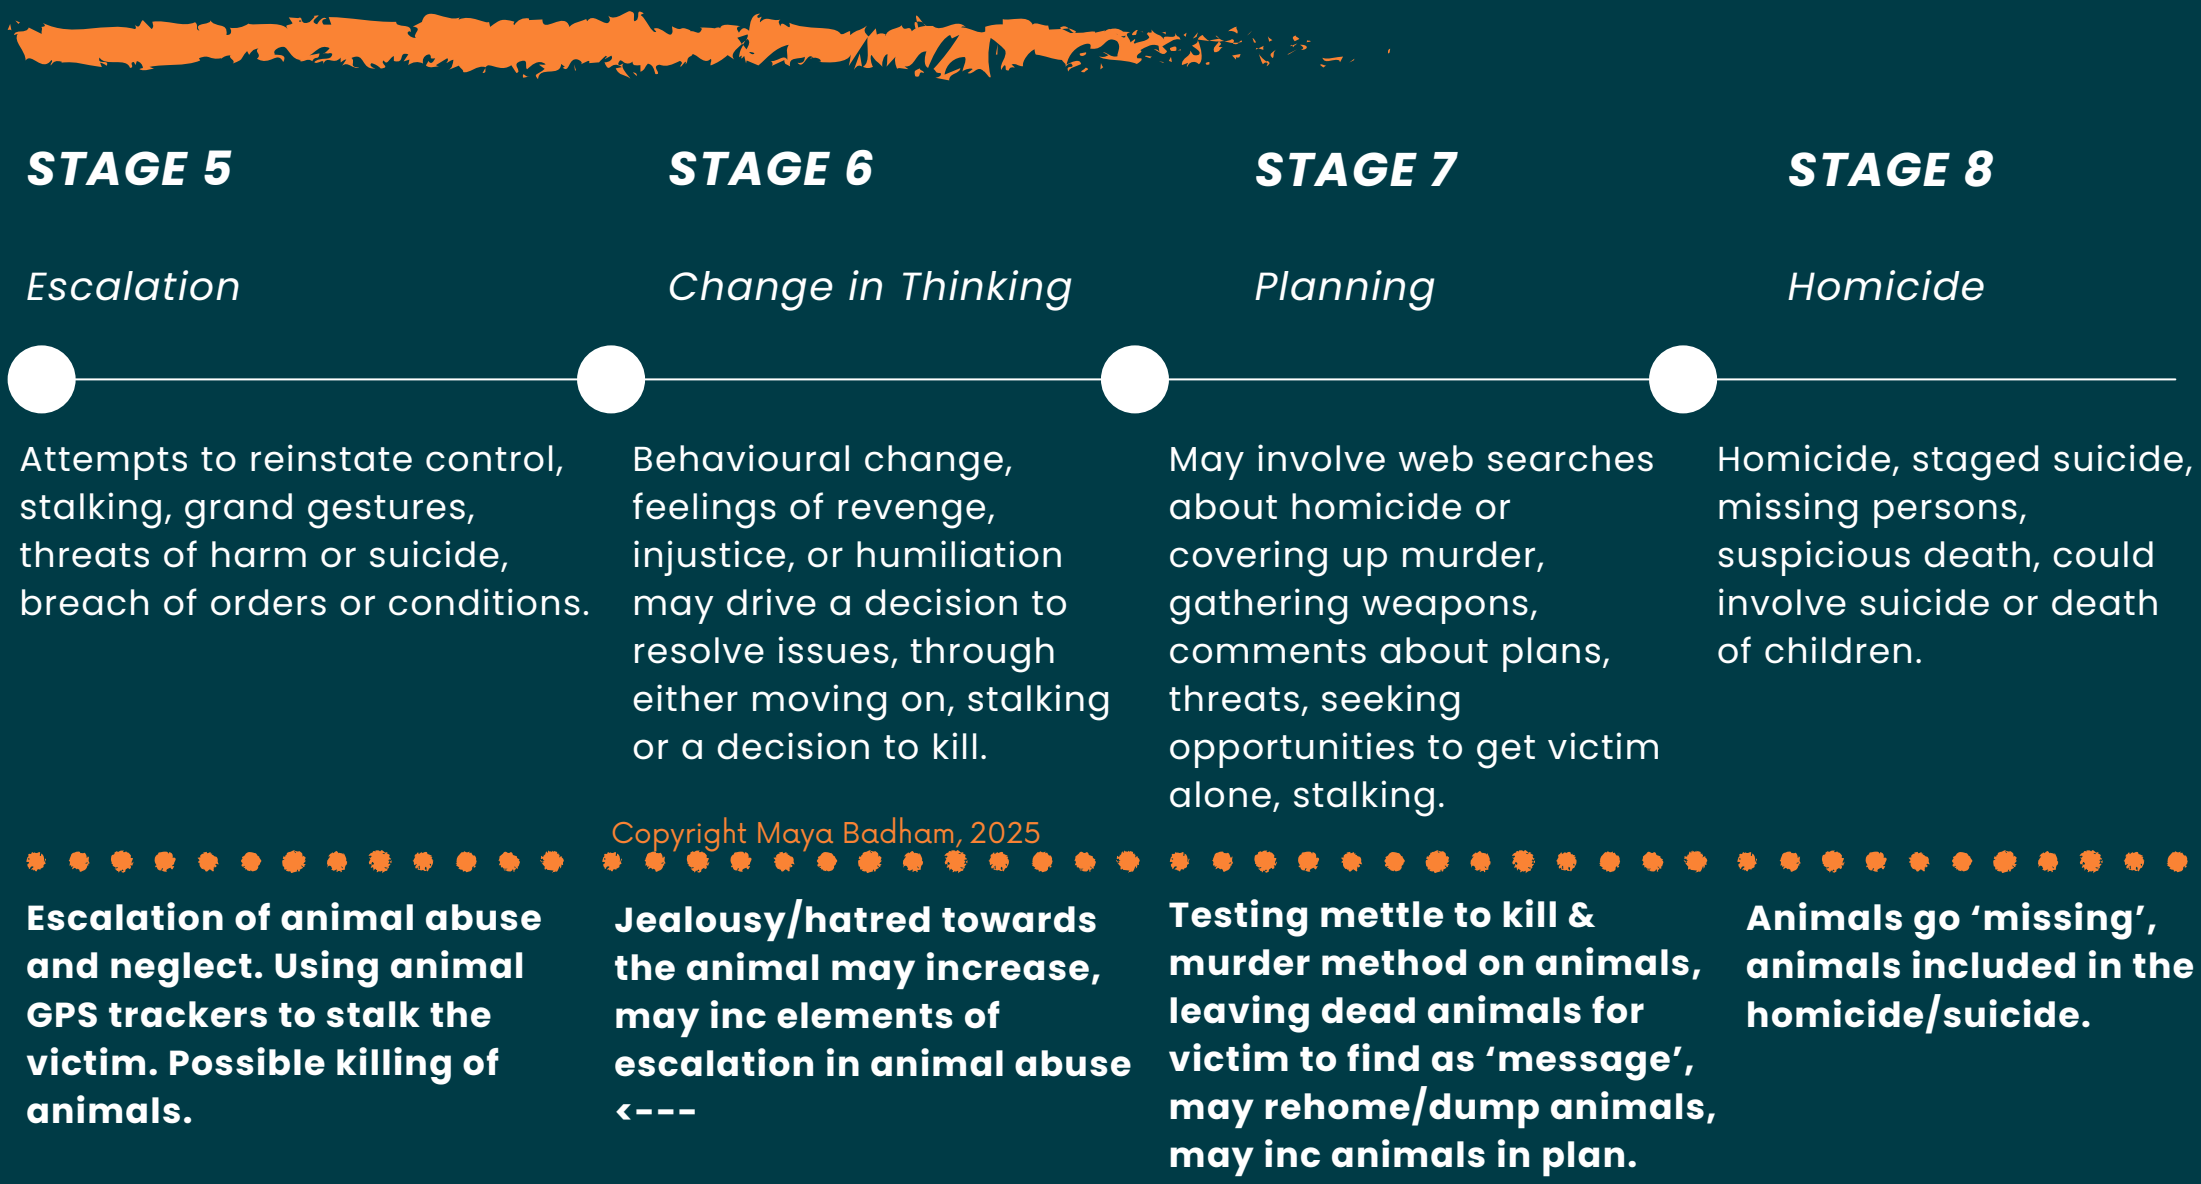 STAGE 5
Escalation
Attempts to reinstate control,
stalking, grand gestures,
threats of harm or suicide,
breach of orders or conditions.
Escalation of animal abuse
and neglect. Using animal
GPS trackers to stalk the
victim. Possible killing of
animals.
STAGE 6
Change in Thinking
Behavioural change,
feelings of revenge,
injustice, or humiliation
may drive a decision to
resolve issues, through
either moving on, stalking
or a decision to kill.
Copyright Maya Badham, 2025
Jealousy/hatred towards
the animal may increase,
may inc elements of
escalation in animal abuse
<---
STAGE 7
Planning
May involve web searches
about homicide or
covering up murder,
gathering weapons,
comments about plans,
threats, seeking
opportunities to get victim
alone, stalking.
Testing mettle to kill &
murder method on animals,
leaving dead animals for
victim to find as ‘message’,
may rehome/dump animals,
may inc animals in plan.
STAGE 8
Homicide
Homicide, staged suicide,
missing persons,
suspicious death, could
involve suicide or death
of children.
Animals go ‘missing’,
animals included in the
homicide/suicide.